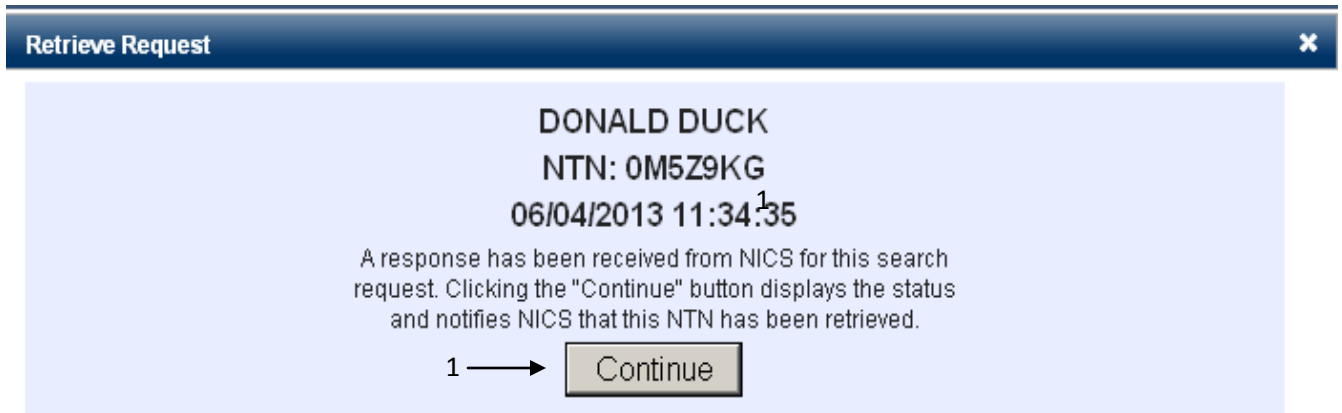 Retrieve Request
DONALD DUCK
NTN: 0M5Z9KG
1
06/04/2013 11:34:35
A response has been received from NICS for this search
request. Clicking the "Continue" button displays the status
and notifies NICS that this NTN has been retrieved.
1 Continue